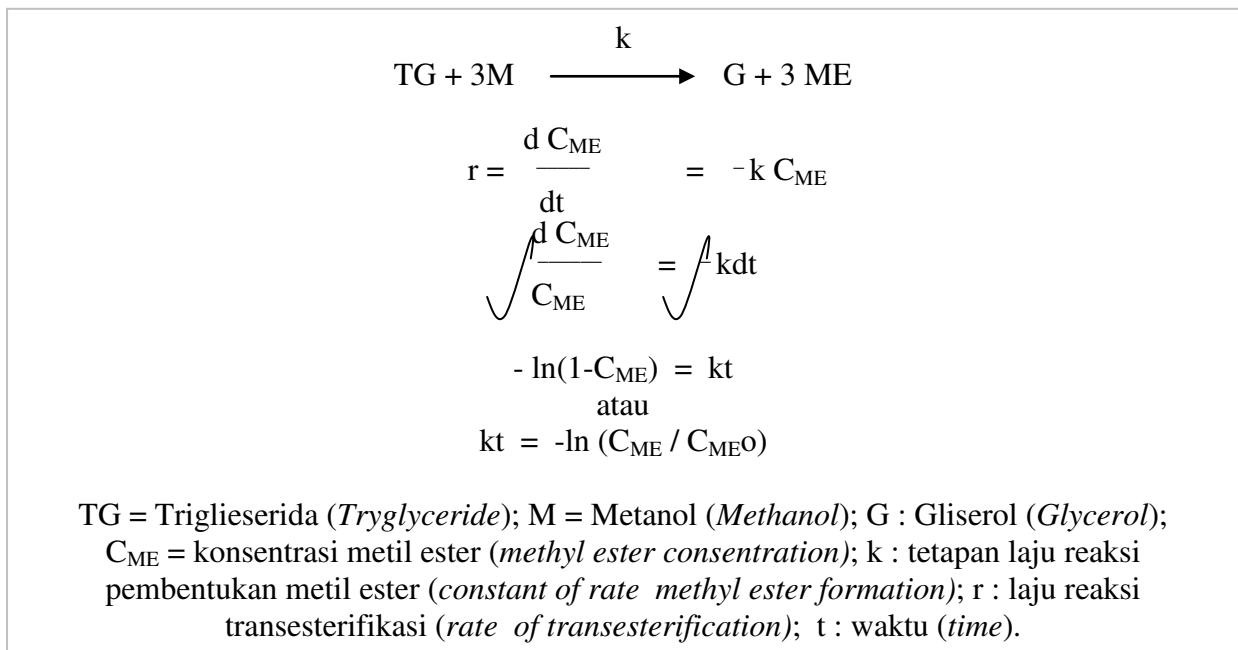 k
TG + 3M ⟶ G + 3 ME
d C_ME
r = ——— = -k C_ME
dt
∫ d C_ME
——— = ∫ -kdt
C_ME
- ln(1-C_ME) = kt
atau
kt = -ln (C_ME / C_MEo)
TG = Triglieserida (Tryglyceride); M = Metanol (Methanol); G : Gliserol (Glycerol);
C_ME = konsentrasi metil ester (methyl ester consentration); k : tetapan laju reaksi
pembentukan metil ester (constant of rate methyl ester formation); r : laju reaksi
transesterifikasi (rate of transesterification); t : waktu (time).